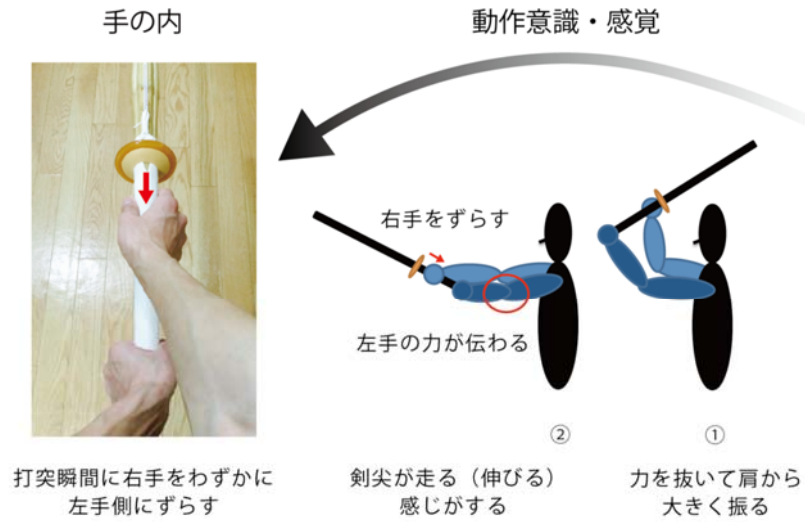 手の内
動作意識・感覚
右手をずらす
左手の力が伝わる
②
①
打突瞬間に右手をわずかに
左手側にずらす
剣尖が走る（伸びる）
感じがする
力を抜いて肩から
大きく振る